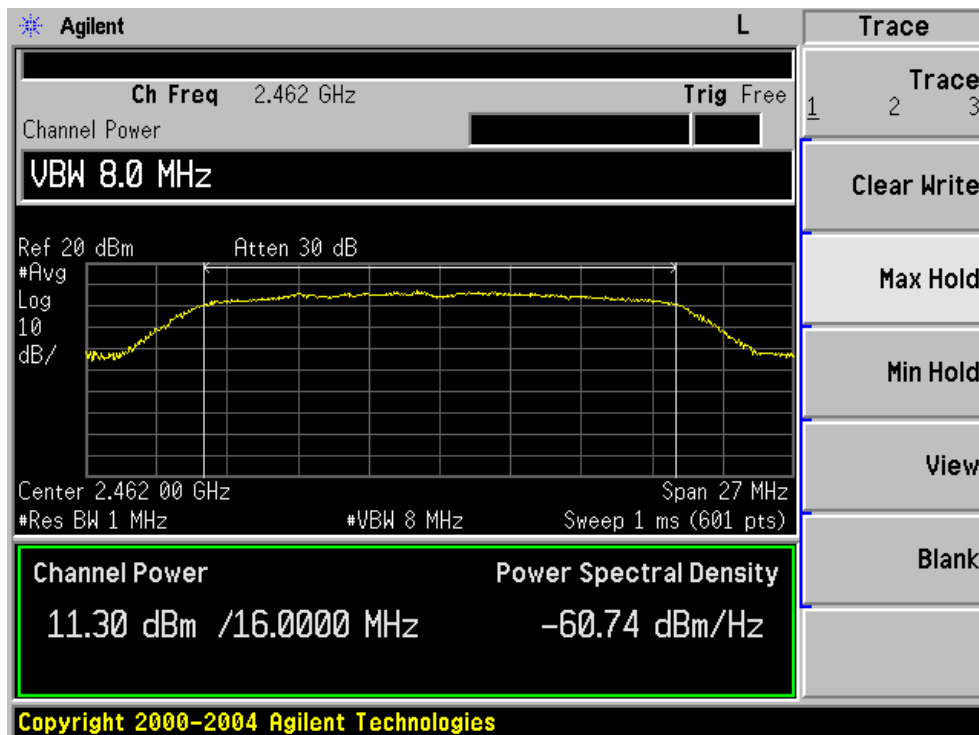 Agilent L Trace
Ch Freq 2.462 GHz Trig Free
Channel Power
VBW 8.0 MHz
Ref 20 dBm Atten 30 dB
#Avg
Log
10
dB/
Center 2.462 00 GHz Span 27 MHz
#Res BW 1 MHz #VBW 8 MHz Sweep 1 ms (601 pts)
Channel Power Power Spectral Density
11.30 dBm /16.0000 MHz -60.74 dBm/Hz
Copyright 2000-2004 Agilent Technologies
Trace
1 2 3
Clear Write
Max Hold
Min Hold
View
Blank